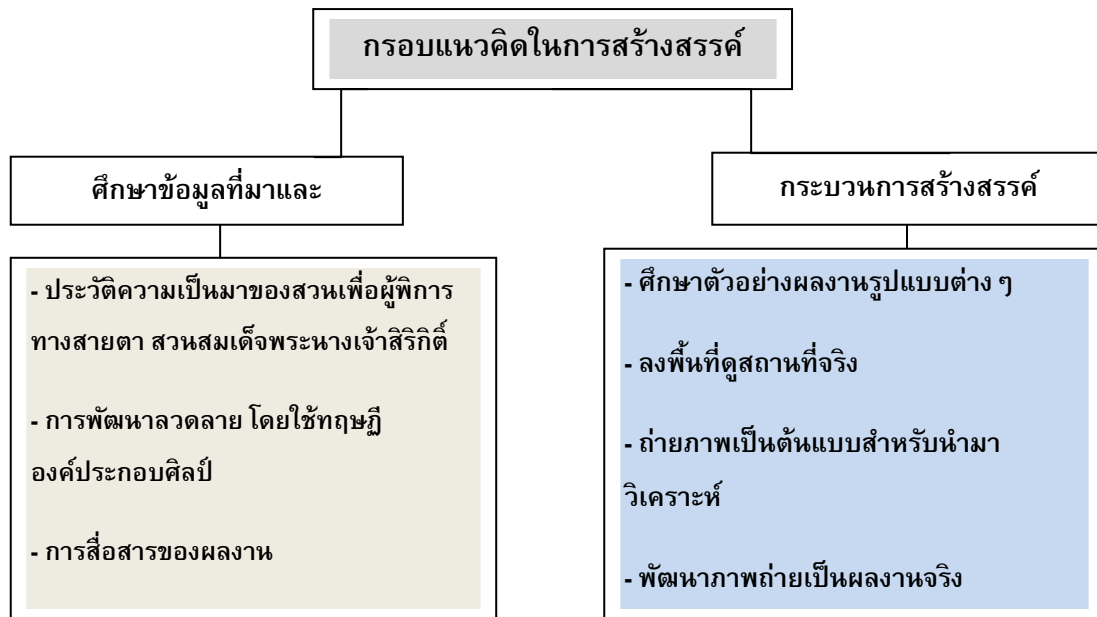 กรอบแนวคิดในการสร้างสรรค์
ศึกษาข้อมูลที่มาและ
- ประวัติความเป็นมาของสวนเพื่อผู้พิการ
ทางสายตา สวนสมเด็จพระนางเจ้าสิริกิติ์
- การพัฒนาลวดลาย โดยใช้ทฤษฏี
องค์ประกอบศิลป์
- การสื่อสารของผลงาน
กระบวนการสร้างสรรค์
- ศึกษาตัวอย่างผลงานรูปแบบต่าง ๆ
- ลงพื้นที่ดูสถานที่จริง
- ถ่ายภาพเป็นต้นแบบสำหรับนำมา
วิเคราะห์
- พัฒนาภาพถ่ายเป็นผลงานจริง